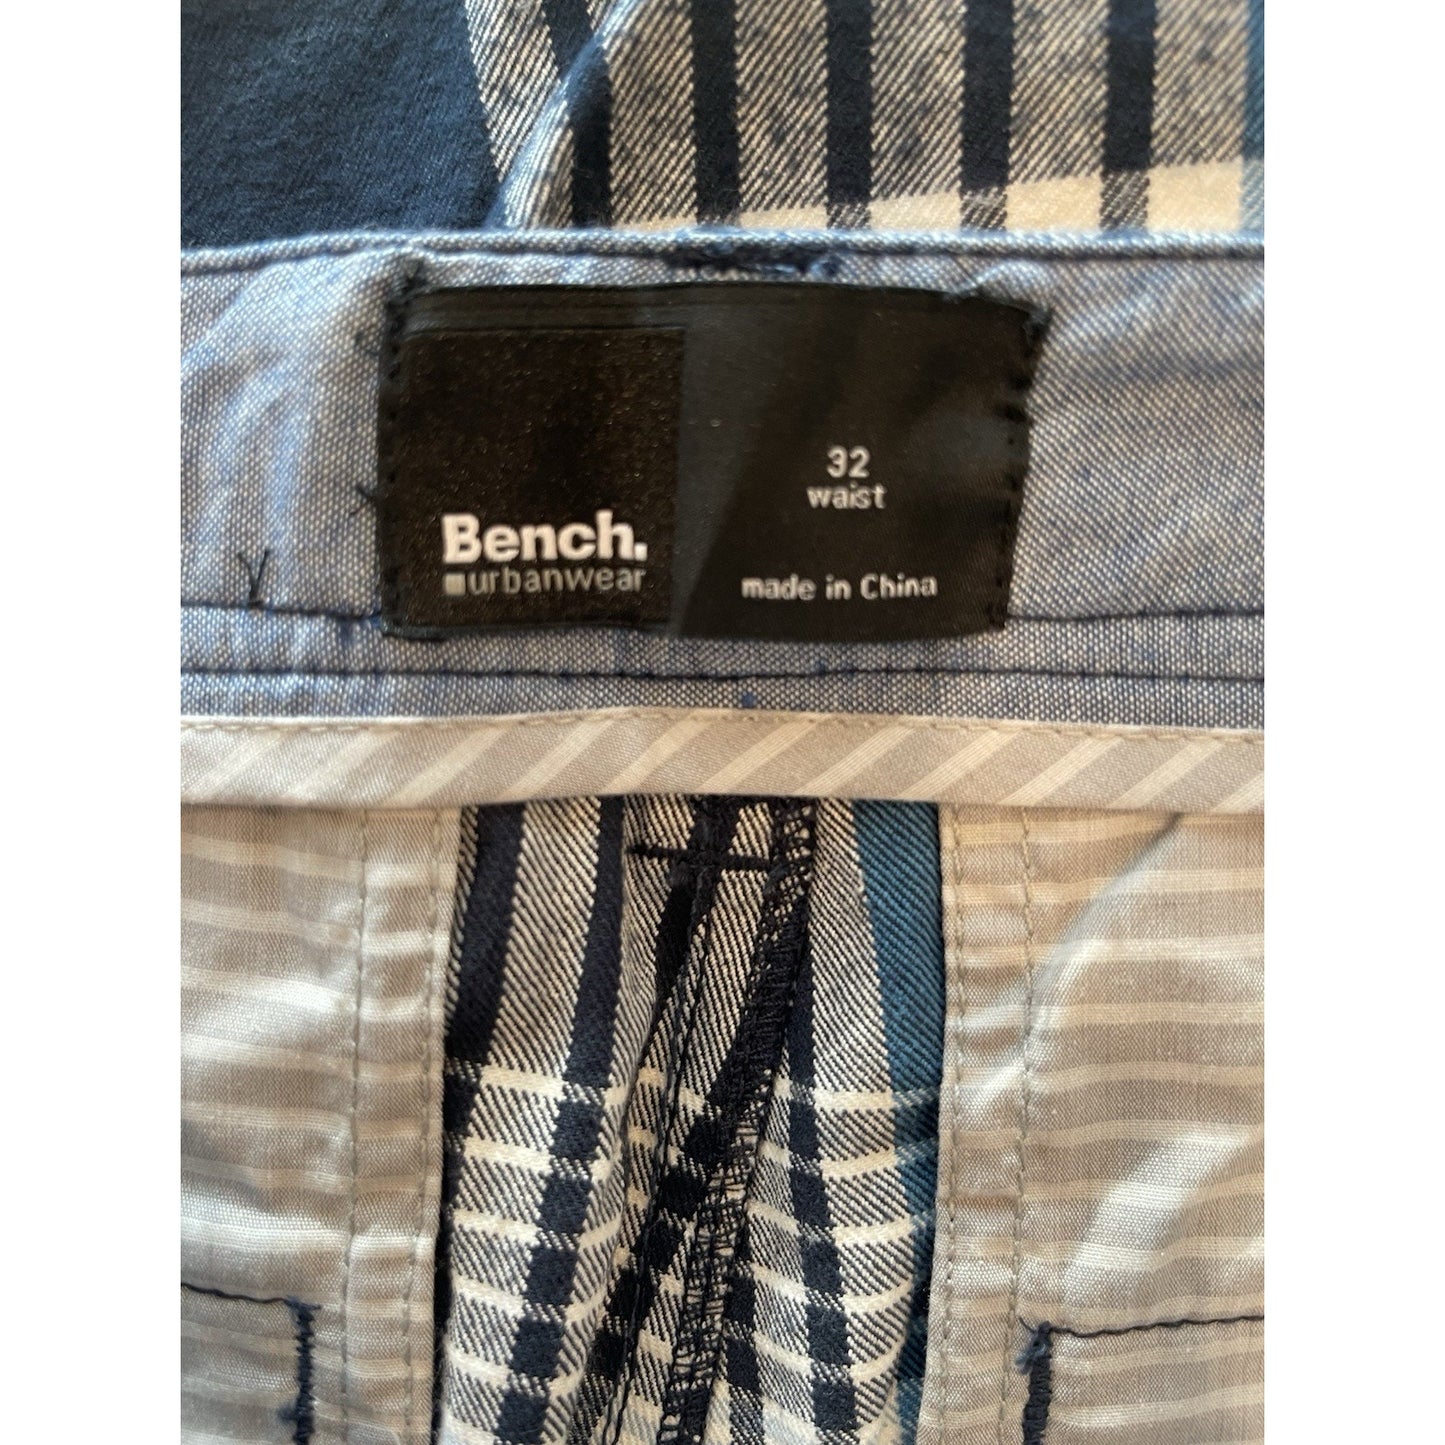 Bench.
urbanwear
32
waist
made in China